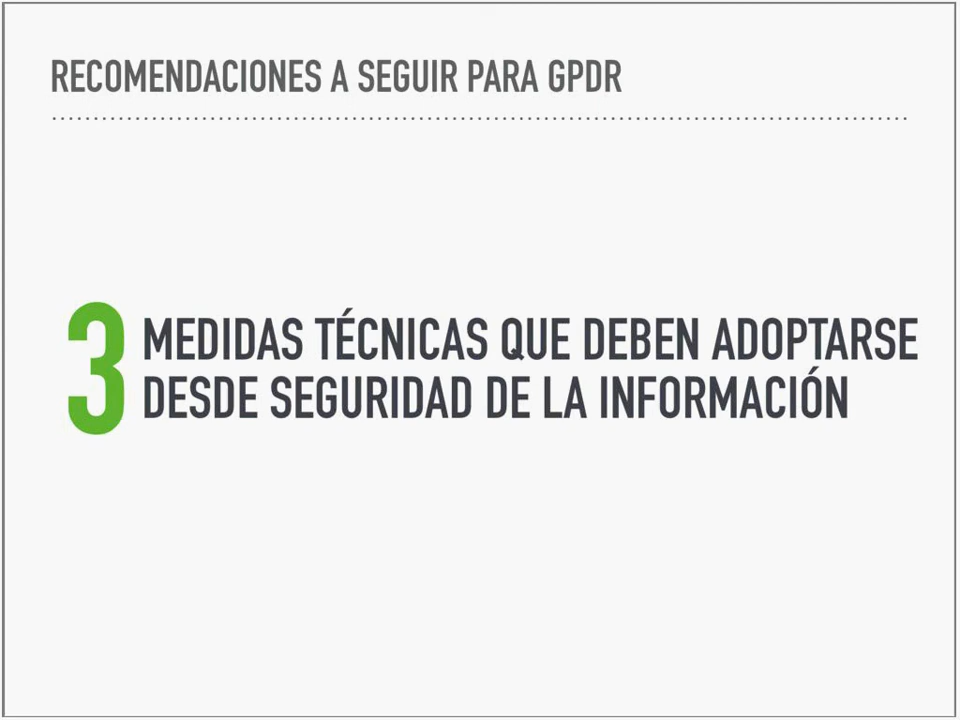 RECOMENDACIONES A SEGUIR PARA GPDR
3
MEDIDAS TÉCNICAS QUE DEBEN ADOPTARSE
DESDE SEGURIDAD DE LA INFORMACIÓN